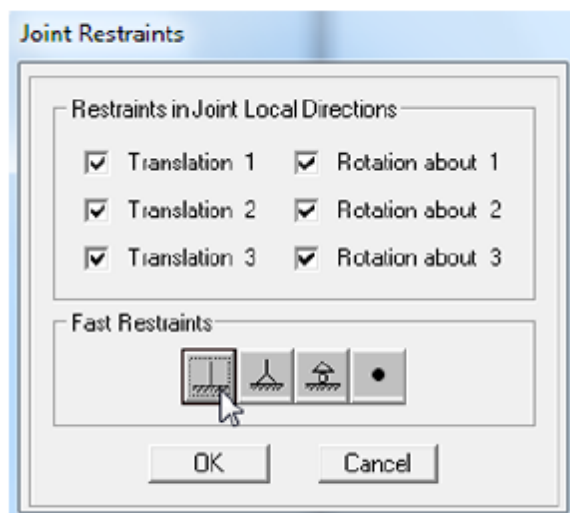 Joint Restraints
Restraints in Joint Local Directions
Translation 1 Rotation about 1
Translation 2 Rotation about 2
Translation 3 Rotation about 3
Fast Restraints
OK Cancel